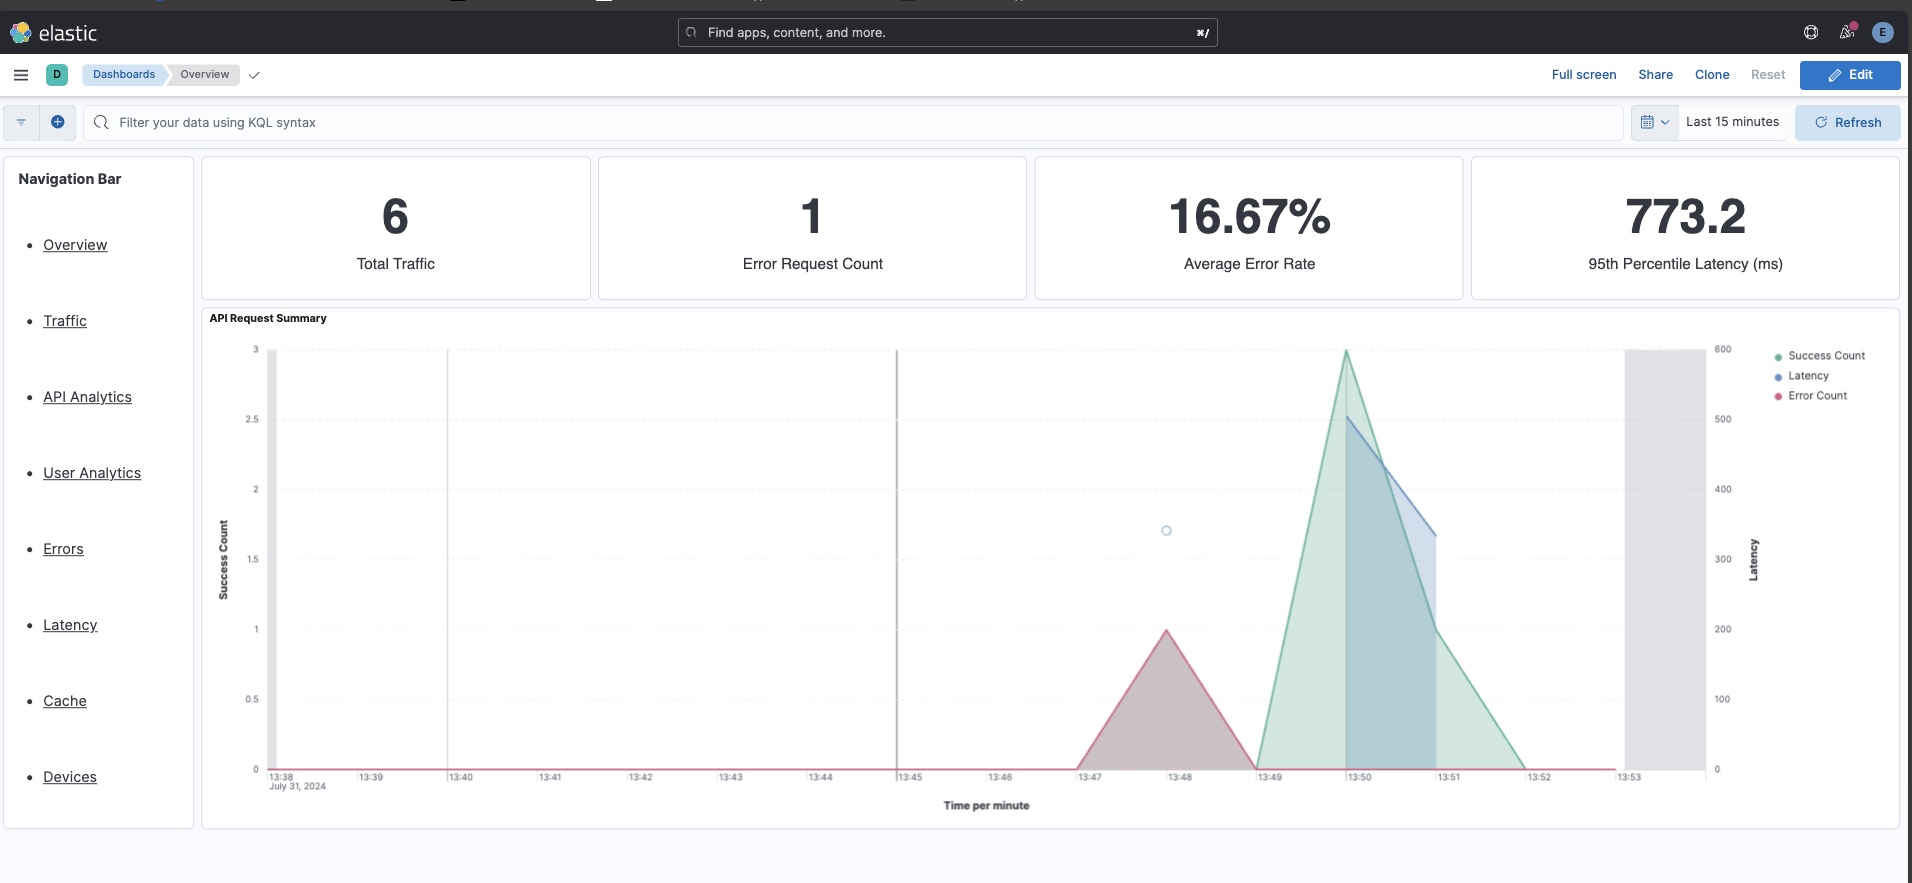 elastic
Find apps, content, and more.
⌘/
E
D
Dashboards
Overview
Full screen
Share
Clone
Reset
Edit
Filter your data using KQL syntax
Last 15 minutes
Refresh
Navigation Bar
Overview
Traffic
API Analytics
User Analytics
Errors
Latency
Cache
Devices
6
Total Traffic
1
Error Request Count
16.67%
Average Error Rate
773.2
95th Percentile Latency (ms)
API Request Summary
Success Count
3
2.5
2
1.5
1
0.5
0
13:38
July 31, 2024
13:39
13:40
13:41
13:42
13:43
13:44
13:45
13:46
13:47
13:48
13:49
13:50
13:51
13:52
13:53
Time per minute
600
500
400
300
200
100
0
Latency
Success Count
Latency
Error Count